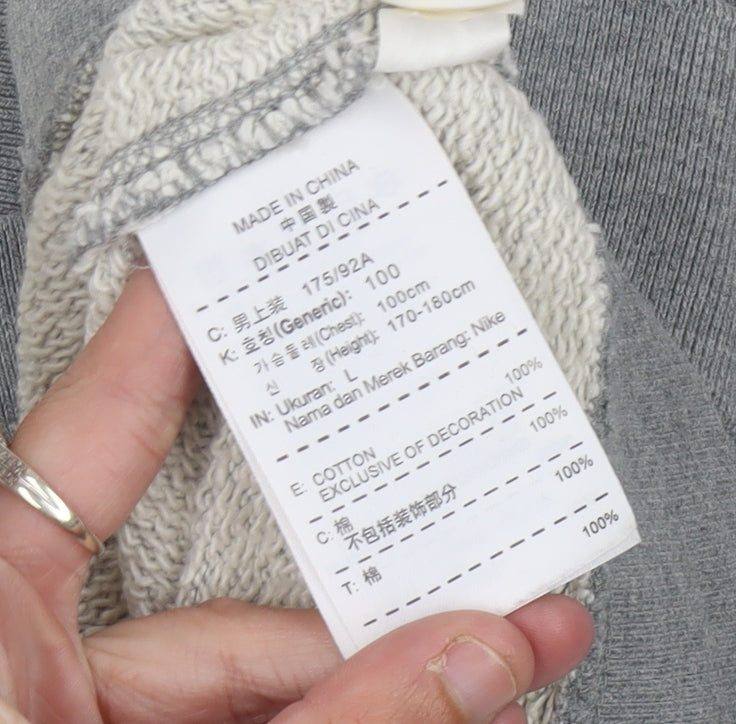 MADE IN CHINA
中国製
DIBUAT DI CINA
C: 男上装 175/92A
K: 호칭(Generic): 100
가슴둘레(Chest): 100cm
신 장(Height): 170-180cm
IN: Ukuran: L
Nama dan Merek Barang: Nike
100%
E: COTTON
EXCLUSIVE OF DECORATION
100%
C: 棉
不包括装饰部分
100%
T: 棉
100%